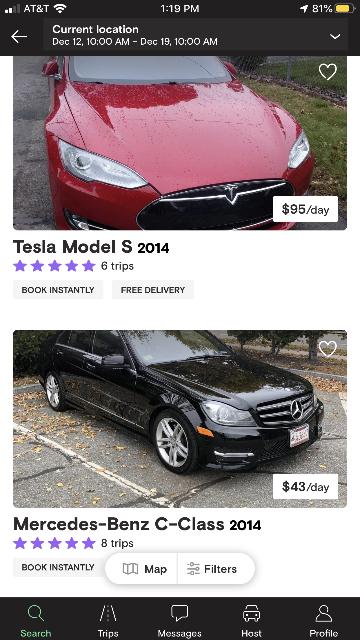 AT&T 1:19 PM 81%
Current location
Dec 12, 10:00 AM – Dec 19, 10:00 AM
$95/day
Tesla Model S 2014
6 trips
BOOK INSTANTLY FREE DELIVERY
$43/day
Mercedes-Benz C-Class 2014
8 trips
BOOK INSTANTLY
Map Filters
Search Trips Messages Host Profile